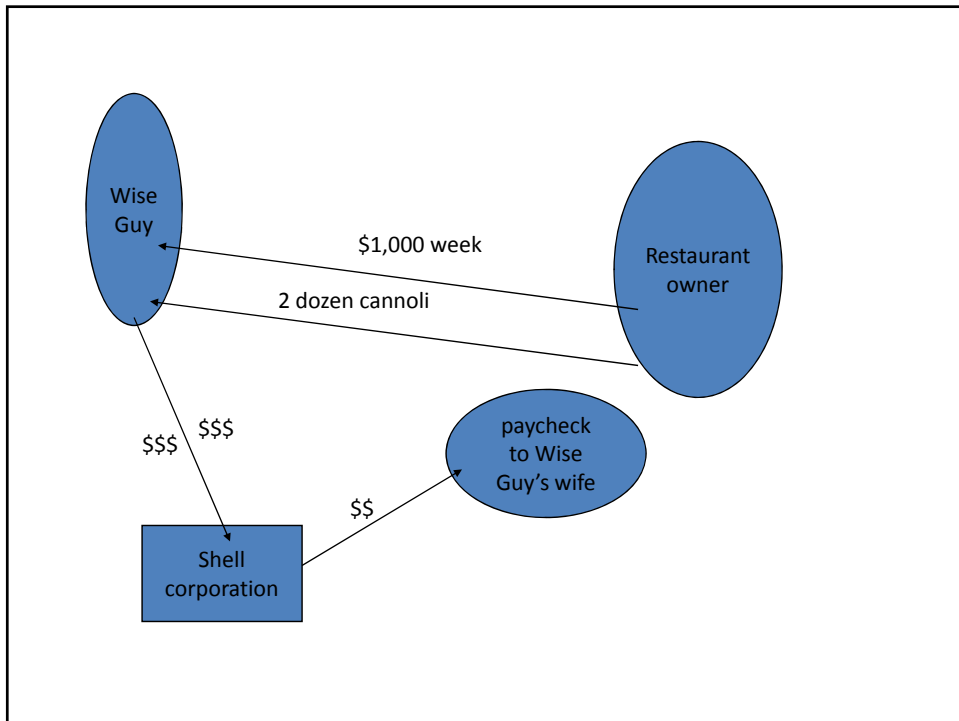 Wise
Guy
$1,000 week
Restaurant
owner
2 dozen cannoli
$$$
$$$
paycheck
to Wise
Guy’s wife
$$
Shell
corporation